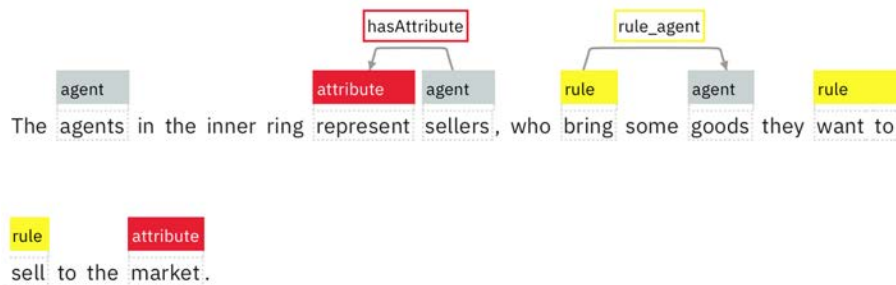 hasAttribute rule_agent
agent attribute agent rule agent rule
The agents in the inner ring represent sellers, who bring some goods they want to
rule attribute
sell to the market.